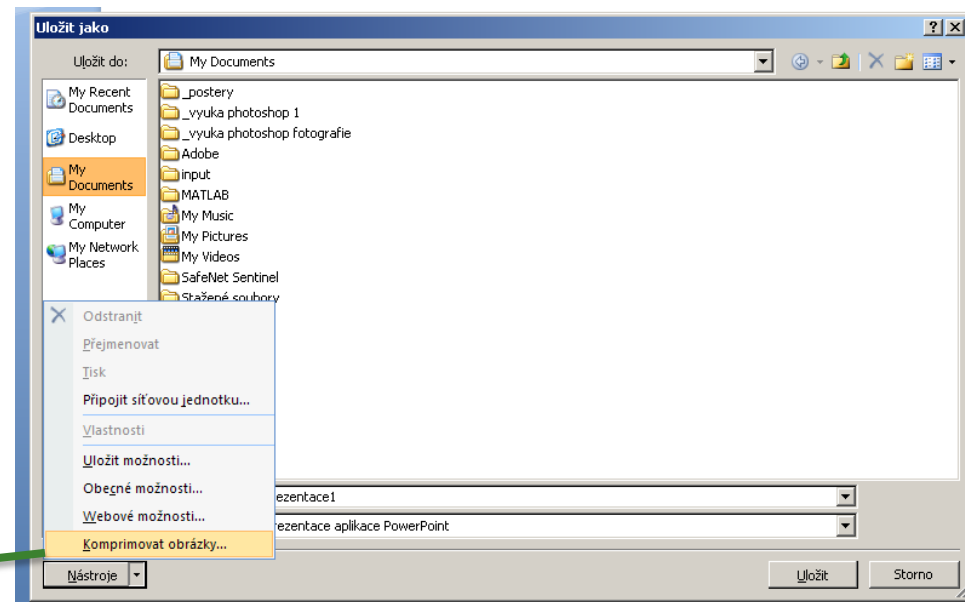 Uložit jako
Uložit do:
My Documents
My Recent
Documents
Desktop
My
Documents
My
Computer
My Network
Places
_postery
_vyuka photoshop 1
_vyuka photoshop fotografie
Adobe
input
MATLAB
My Music
My Pictures
My Videos
SafeNet Sentinel
Stažené soubory
Odstranit
Přejmenovat
Tisk
Připojit síťovou jednotku...
Vlastnosti
Uložit možnosti...
Obecné možnosti...
Webové možnosti...
Komprimovat obrázky...
ezentace1
rezentace aplikace PowerPoint
Nástroje
Uložit
Storno